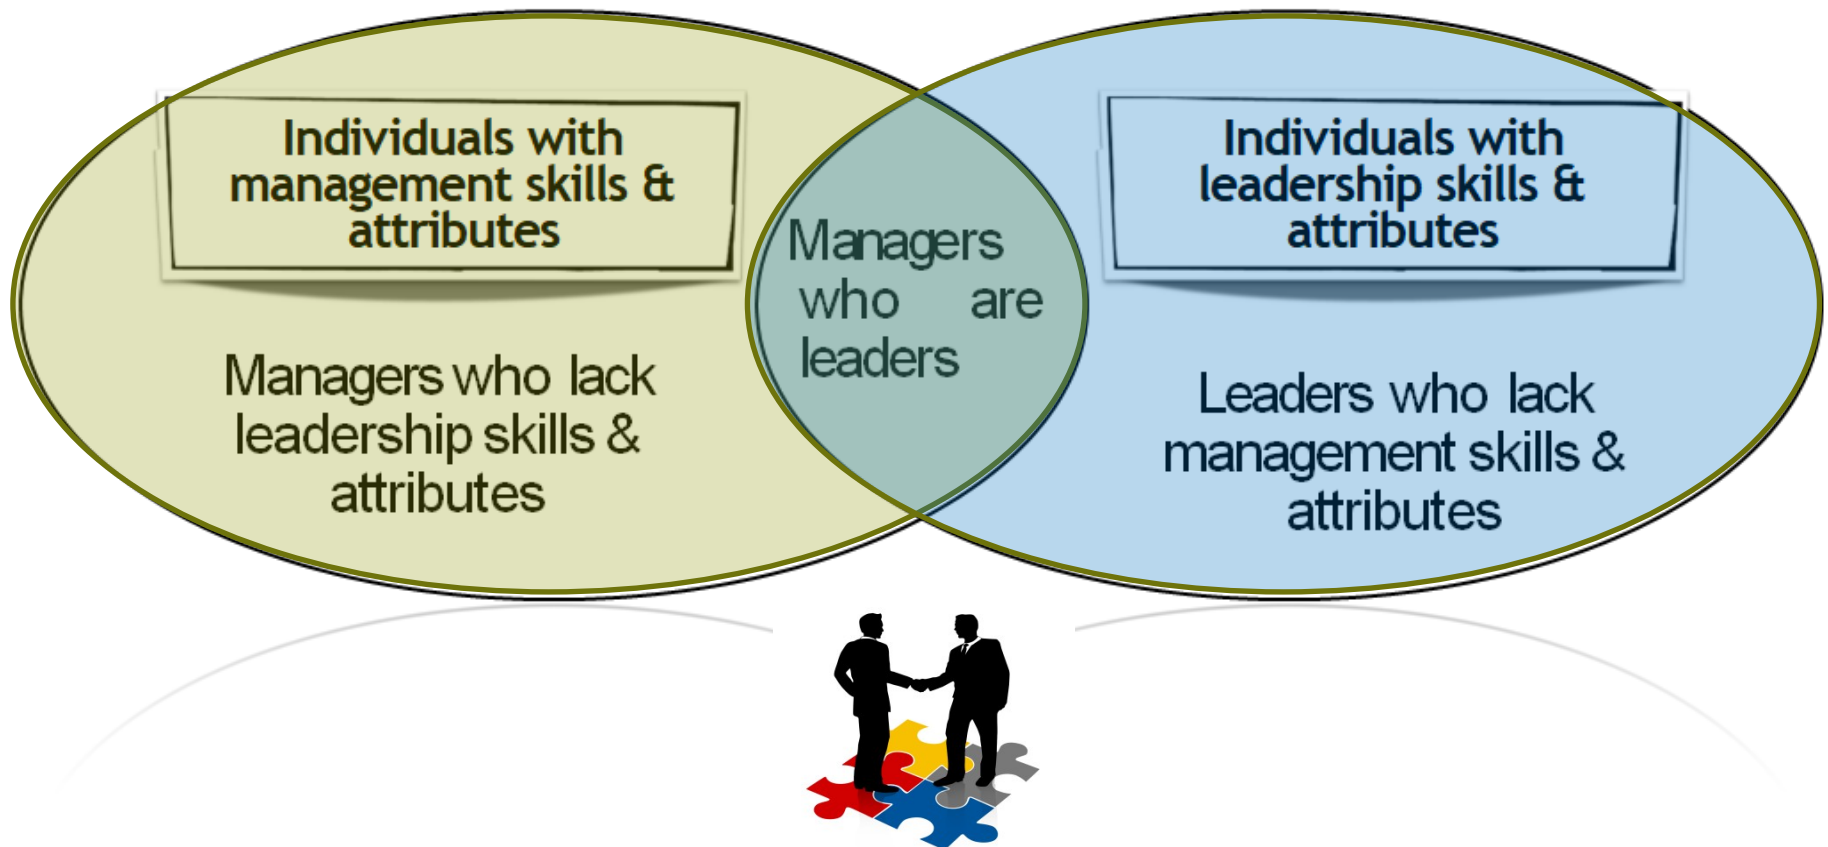 Individuals with
management skills &
attributes
Managers who lack
leadership skills &
attributes
Managers
who are
leaders
Individuals with
leadership skills &
attributes
Leaders who lack
management skills &
attributes